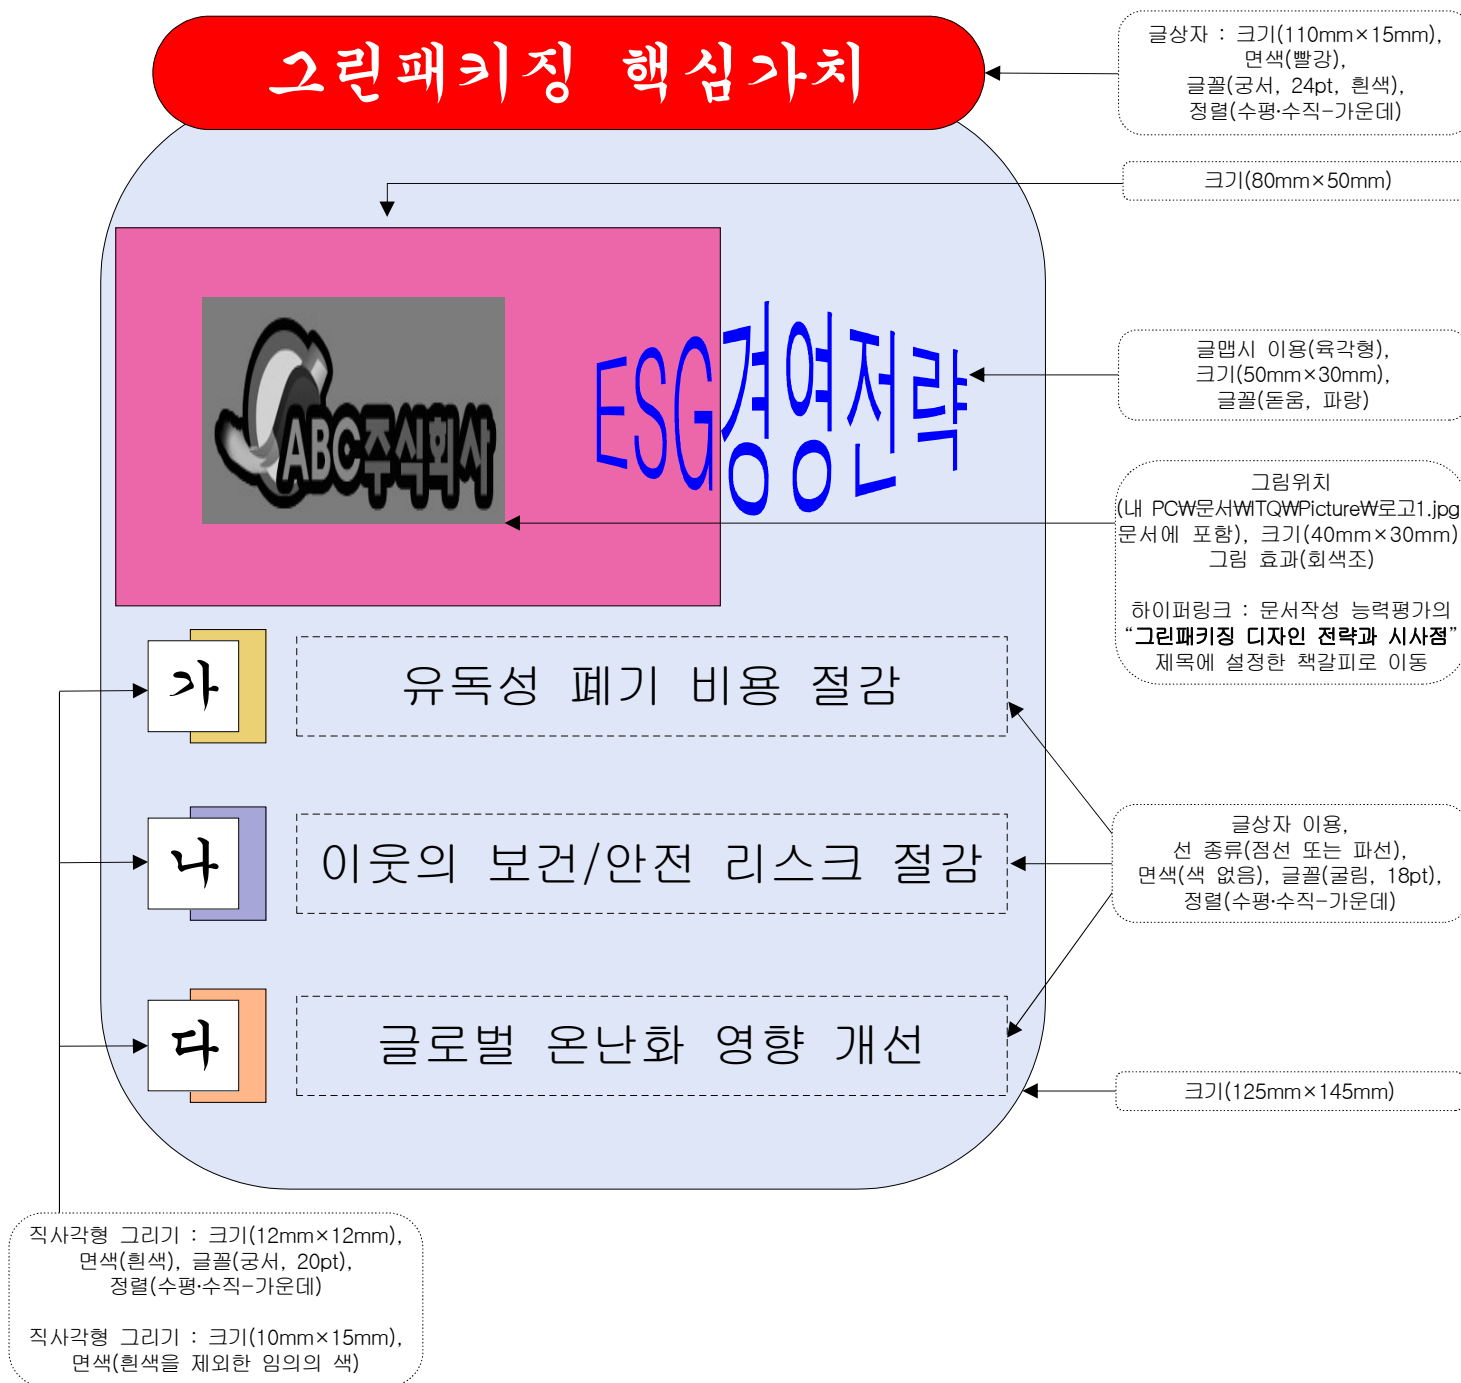 그린패키징 핵심가치
글상자 : 크기(110mm×15mm),
면색(빨강),
글꼴(궁서, 24pt, 흰색),
정렬(수평·수직-가운데)
크기(80mm×50mm)
ABC주식회사
ESG경영전략
글맵시 이용(육각형),
크기(50mm×30mm),
글꼴(돋움, 파랑)
그림위치
(내 PC₩문서₩ITQ₩Picture₩로고1.jpg
문서에 포함), 크기(40mm×30mm)
그림 효과(회색조)
하이퍼링크 : 문서작성 능력평가의
“그린패키징 디자인 전략과 시사점”
제목에 설정한 책갈피로 이동
가
유독성 폐기 비용 절감
나
이웃의 보건/안전 리스크 절감
글상자 이용,
선 종류(점선 또는 파선),
면색(색 없음), 글꼴(굴림, 18pt),
정렬(수평·수직-가운데)
다
글로벌 온난화 영향 개선
크기(125mm×145mm)
직사각형 그리기 : 크기(12mm×12mm),
면색(흰색), 글꼴(궁서, 20pt),
정렬(수평·수직-가운데)
직사각형 그리기 : 크기(10mm×15mm),
면색(흰색을 제외한 임의의 색)